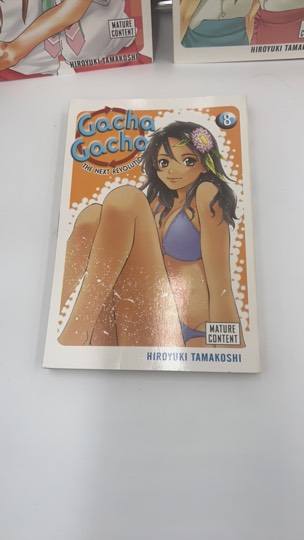 MATURE
CONTENT
HIROYUKI TAMAKOSHI
HIROYUKI TAMAKOSHI
Gacha
Gacha
THE NEXT REVOLUTION
8
MATURE
CONTENT
HIROYUKI TAMAKOSHI